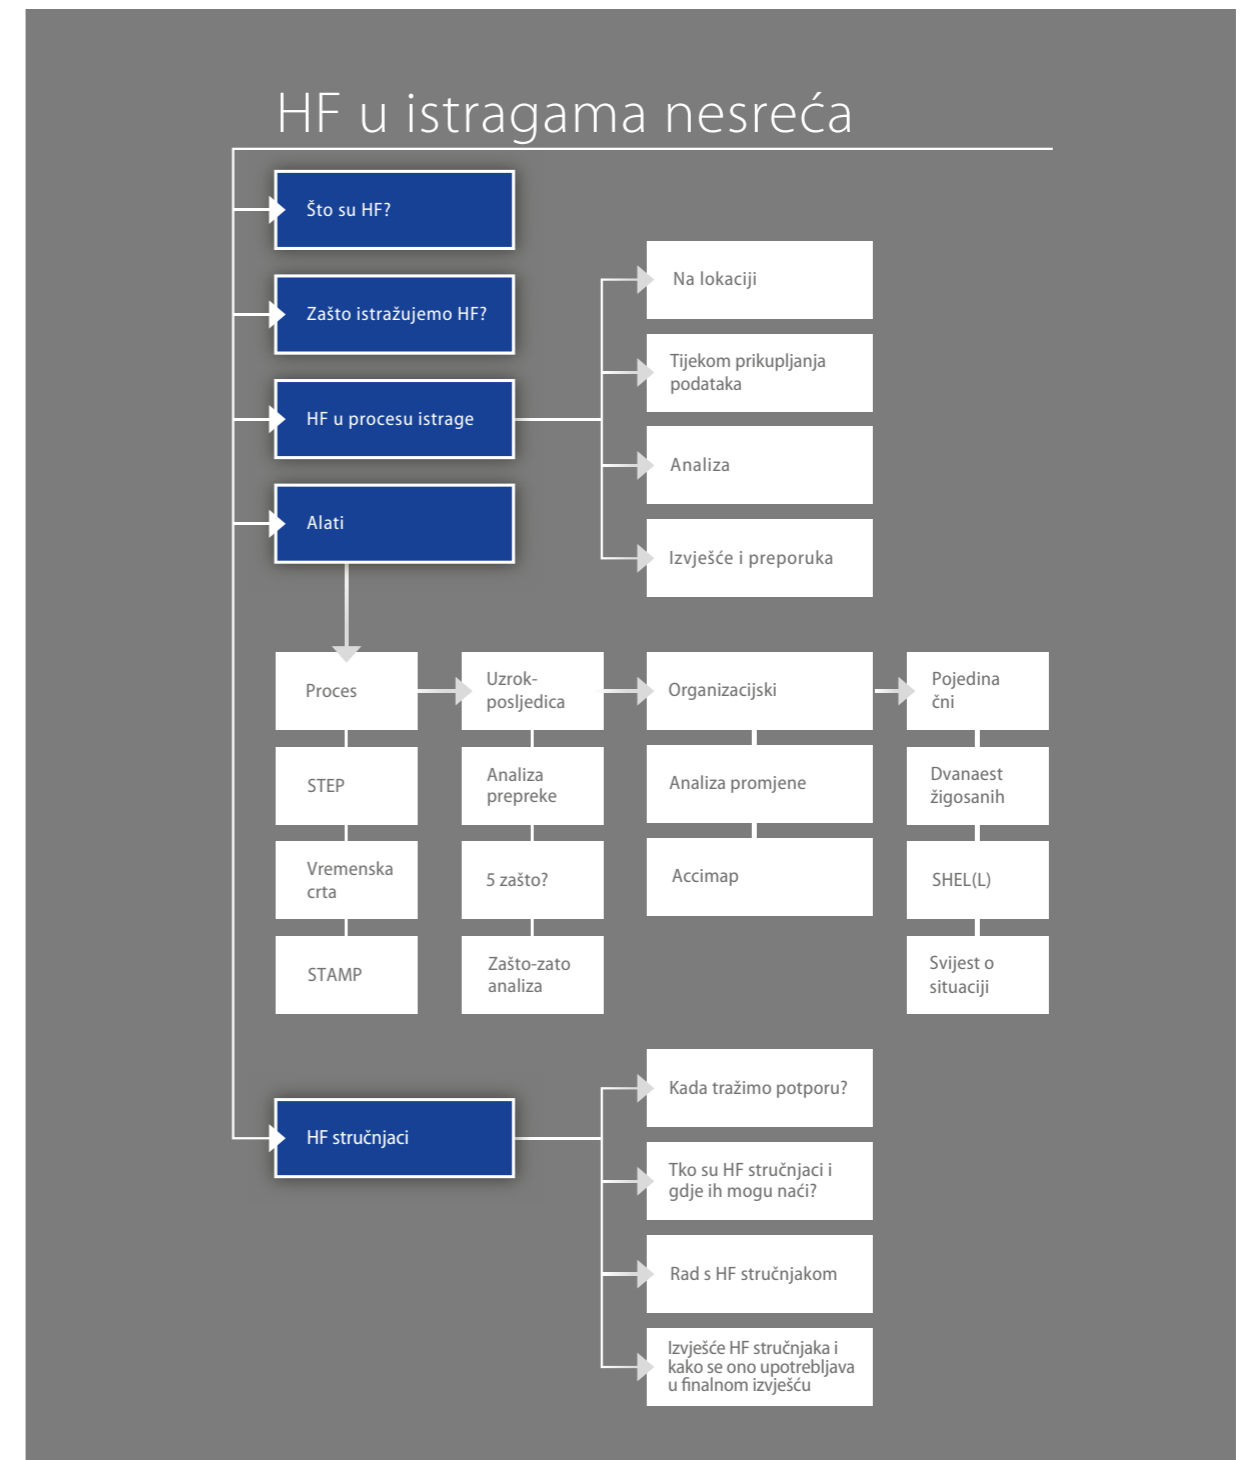 HF u istragama nesreća
Što su HF?
Zašto istražujemo HF?
HF u procesu istrage
Na lokaciji
Tijekom prikupljanja
podataka
Analiza
Izvješće i preporuka
Alati
Proces
STEP
Vremenska
crta
STAMP
Uzrok-
posljedica
Analiza
prepreke
5 zašto?
Zašto-zato
analiza
Organizacijski
Analiza promjene
Accimap
Pojedina
čni
Dvanaest
žigosanih
SHEL(L)
Svijest o
situaciji
HF stručnjaci
Kada tražimo potporu?
Tko su HF stručnjaci i
gdje ih mogu naći?
Rad s HF stručnjakom
Izvješće HF stručnjaka i
kako se ono upotrebljava
u finalnom izvješću